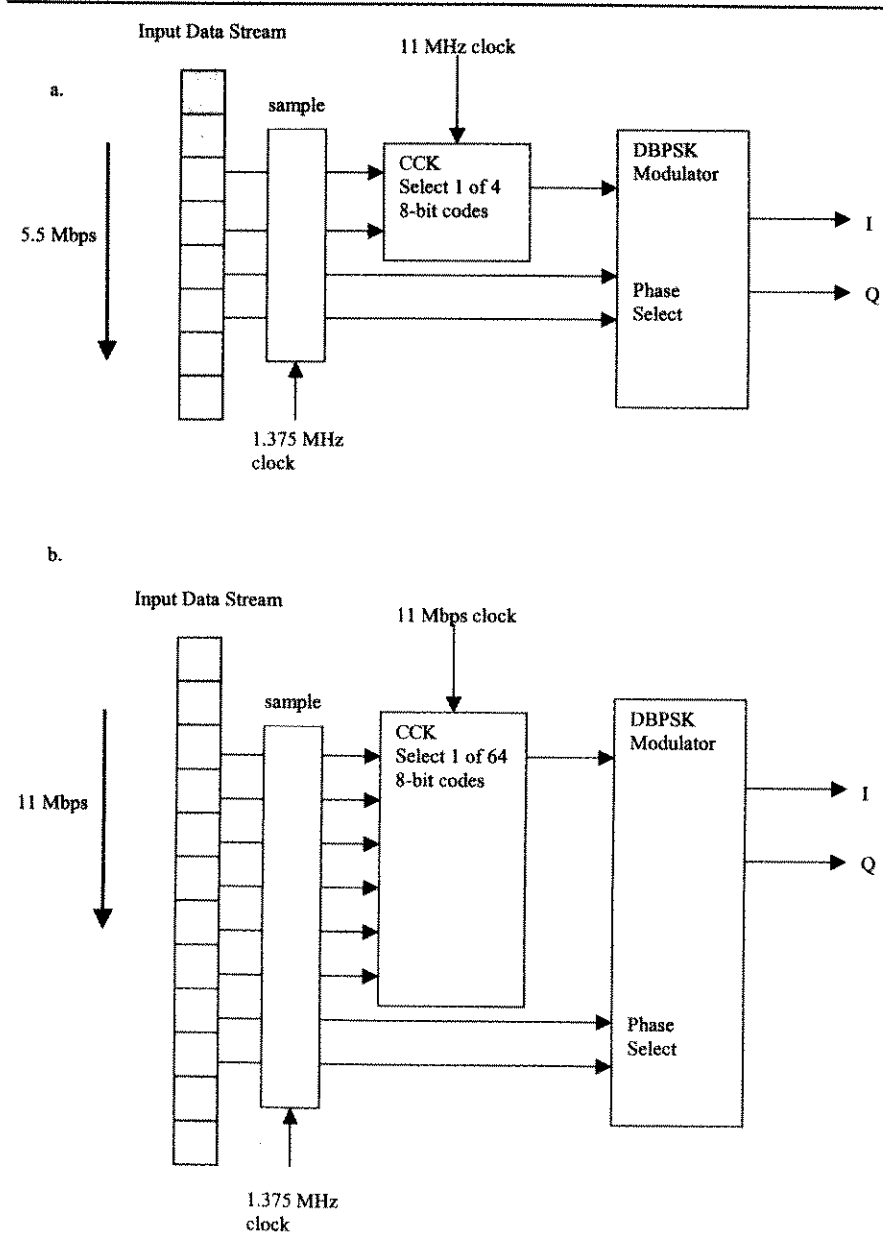 Input Data Stream
11 MHz clock
a.
sample
CCK
Select 1 of 4
8-bit codes
DBPSK
Modulator
5.5 Mbps
I
Phase
Select
Q
1.375 MHz
clock
b.
Input Data Stream
11 Mbps clock
sample
CCK
Select 1 of 64
8-bit codes
DBPSK
Modulator
11 Mbps
I
Q
Phase
Select
1.375 MHz
clock